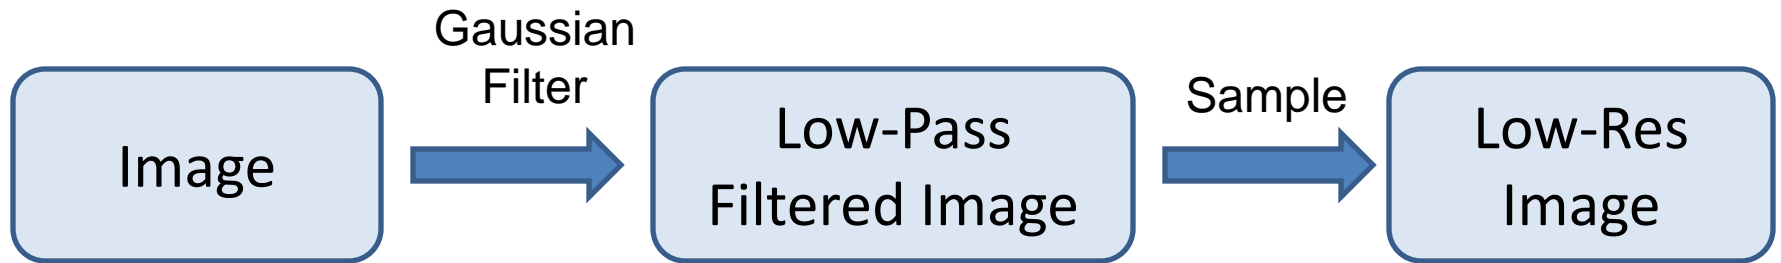 Image
Gaussian
Filter
Low-Pass
Filtered Image
Sample
Low-Res
Image